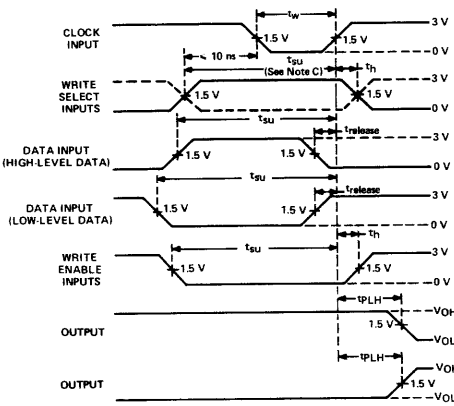 tw
3 V
CLOCK
INPUT
1.5 V
1.5 V
0 V
< 10 ns
tsu
(See Note C)
th
3 V
WRITE
SELECT
INPUTS
1.5 V
1.5 V
0 V
tsu
trelease
3 V
DATA INPUT
(HIGH-LEVEL DATA)
1.5 V
1.5 V
0 V
tsu
trelease
3 V
DATA INPUT
(LOW-LEVEL DATA)
1.5 V
1.5 V
0 V
th
tsu
3 V
WRITE
ENABLE
INPUTS
1.5 V
1.5 V
0 V
tPLH
VOH
OUTPUT
1.5 V
VOL
tPLH
VOH
OUTPUT
1.5 V
VOL